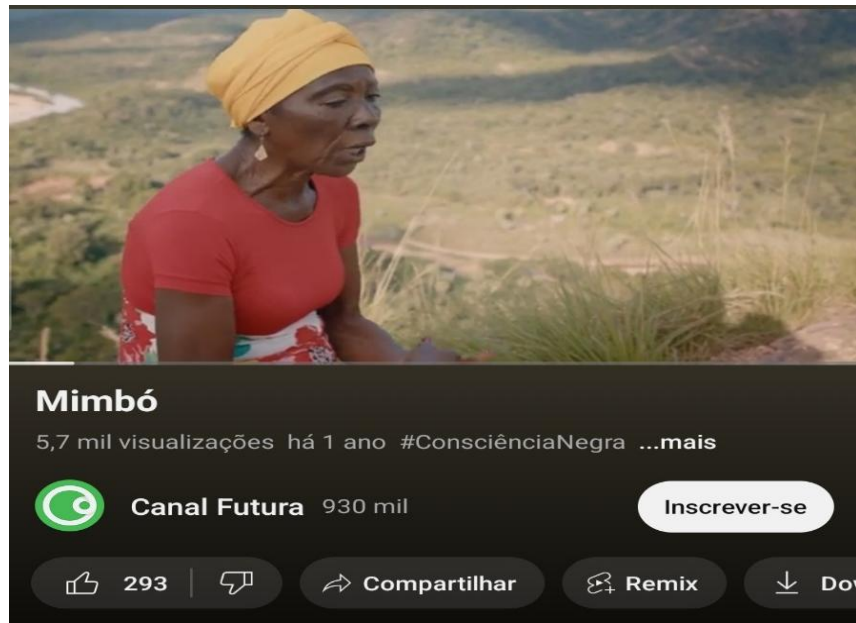 Mimbó
5,7 mil visualizações há 1 ano #ConsciênciaNegra ...mais
Canal Futura 930 mil Inscrever-se
293 Compartilhar Remix Dow